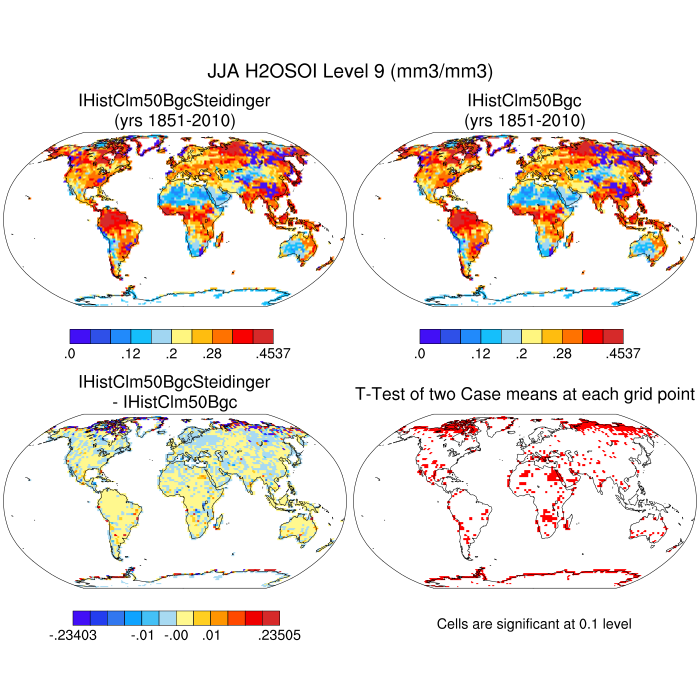 JJA H2OSOI Level 9 (mm3/mm3)
IHistClm50BgcSteidinger
(yrs 1851-2010)
IHistClm50Bgc
(yrs 1851-2010)
.0 .12 .2 .28 .4537
.0 .12 .2 .28 .4537
IHistClm50BgcSteidinger
- IHistClm50Bgc
T-Test of two Case means at each grid point
-.23403 -.01 -.00 .01 .23505
Cells are significant at 0.1 level